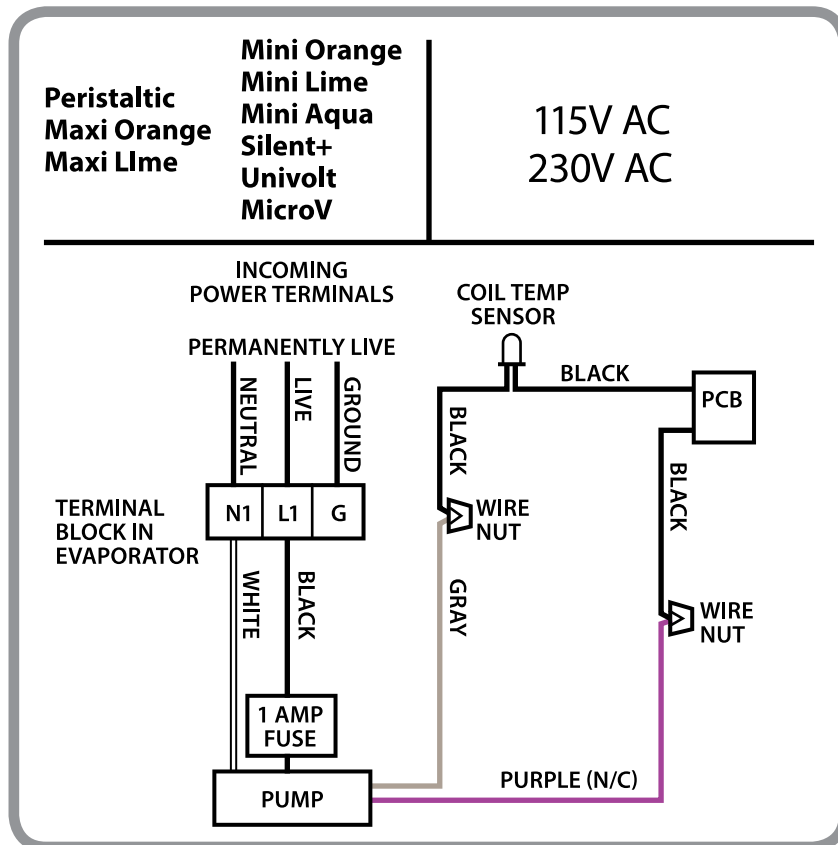 Peristaltic
Maxi Orange
Maxi LIme
Mini Orange
Mini Lime
Mini Aqua
Silent+
Univolt
MicroV
115V AC
230V AC
INCOMING
POWER TERMINALS
PERMANENTLY LIVE
NEUTRAL
LIVE
GROUND
COIL TEMP
SENSOR
BLACK
PCB
BLACK
BLACK
TERMINAL
BLOCK IN
EVAPORATOR
N1 L1 G
WIRE
NUT
WHITE
BLACK
GRAY
WIRE
NUT
1 AMP
FUSE
PUMP
PURPLE (N/C)